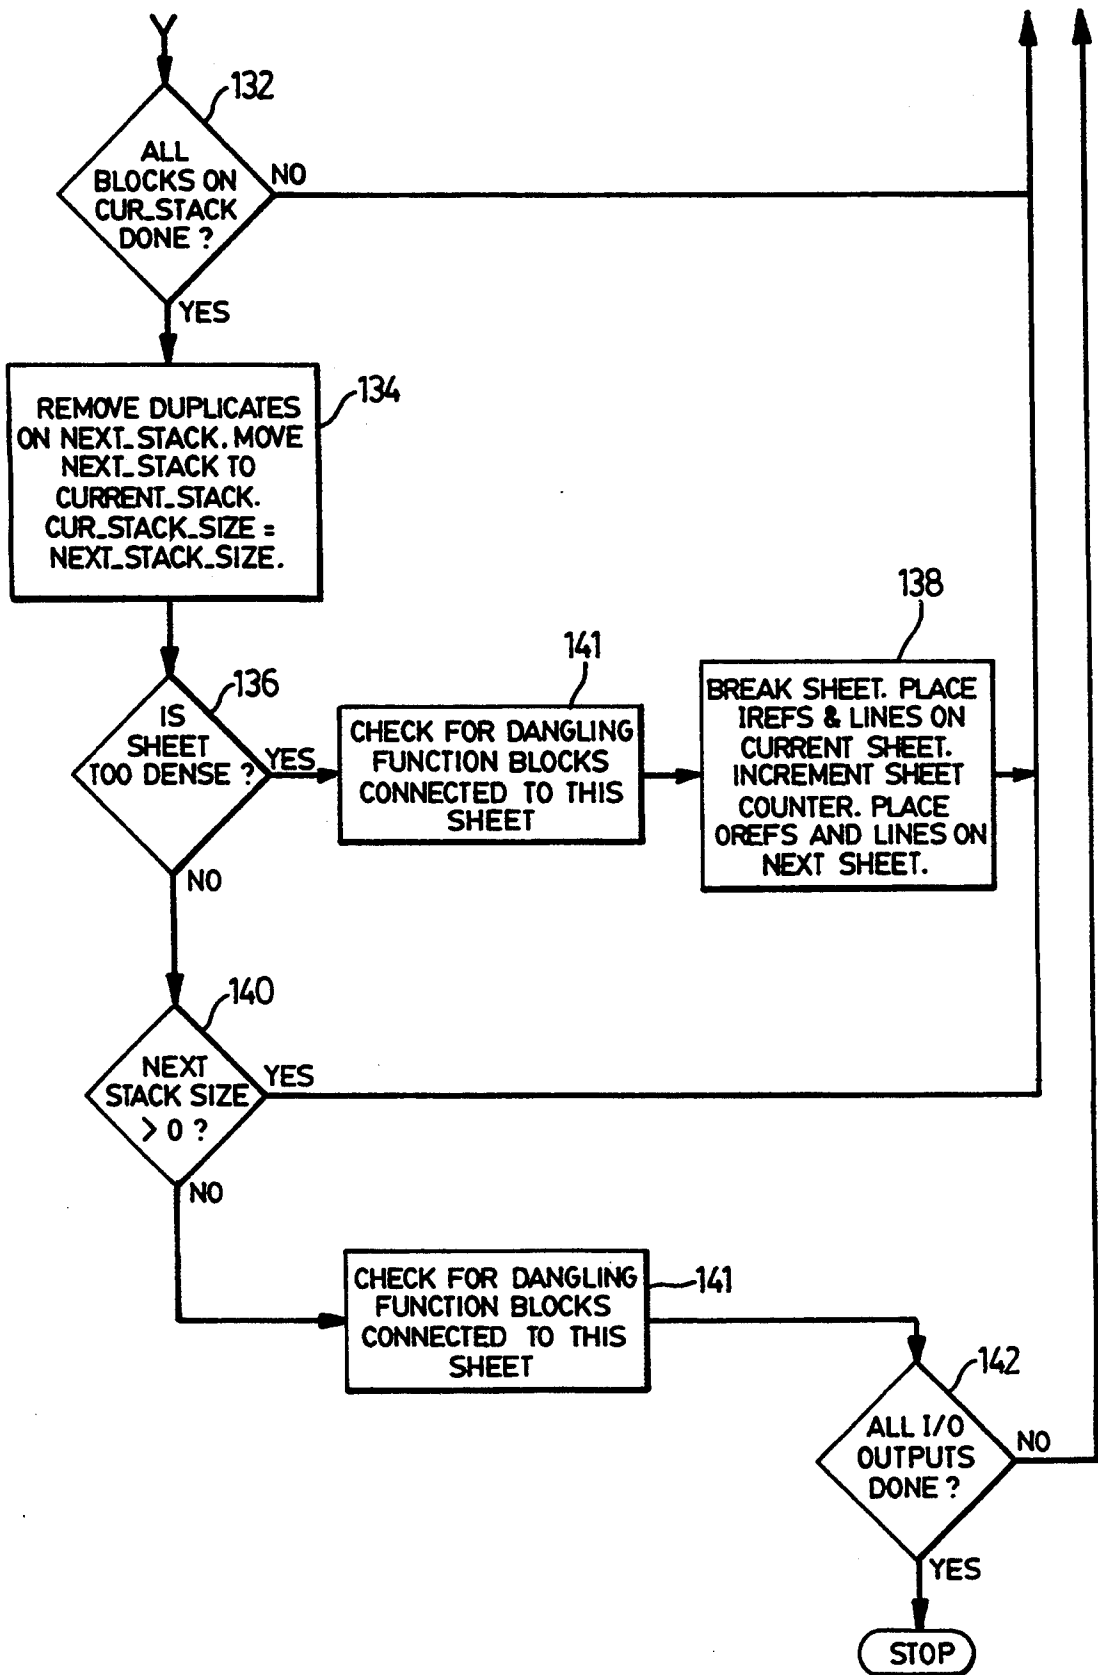 132
ALL
BLOCKS ON
CUR_STACK
DONE ?
NO
YES
134
REMOVE DUPLICATES
ON NEXT_STACK. MOVE
NEXT_STACK TO
CURRENT_STACK.
CUR_STACK_SIZE =
NEXT_STACK_SIZE.
136
IS
SHEET
TOO DENSE ?
YES
NO
141
CHECK FOR DANGLING
FUNCTION BLOCKS
CONNECTED TO THIS
SHEET
138
BREAK SHEET. PLACE
IREFS & LINES ON
CURRENT SHEET.
INCREMENT SHEET
COUNTER. PLACE
OREFS AND LINES ON
NEXT SHEET.
140
NEXT
STACK SIZE
> 0 ?
YES
NO
141
CHECK FOR DANGLING
FUNCTION BLOCKS
CONNECTED TO THIS
SHEET
142
ALL I/O
OUTPUTS
DONE ?
NO
YES
STOP